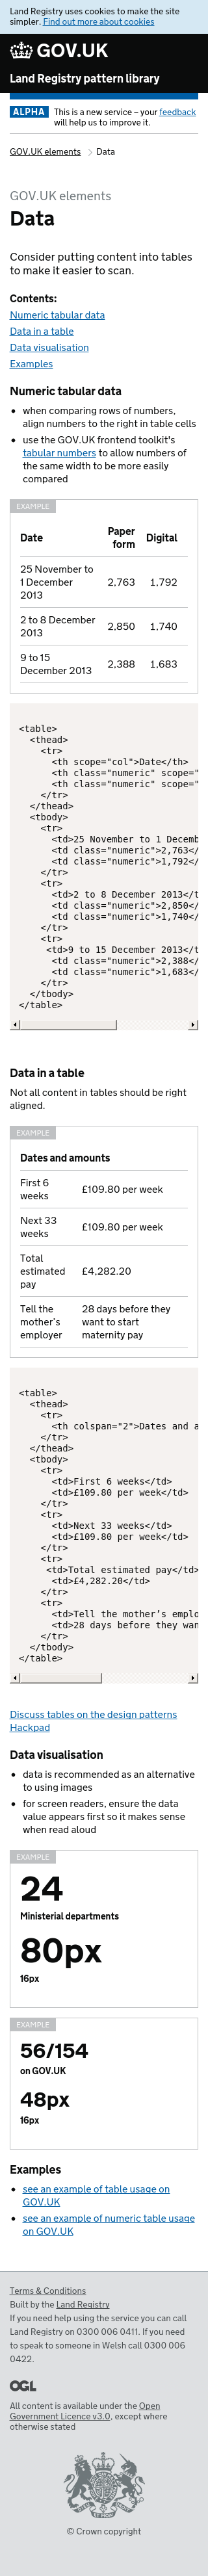 Land Registry uses cookies to make the site
simpler. Find out more about cookies
GOV.UK
Land Registry pattern library
ALPHA
This is a new service – your feedback
will help us to improve it.
GOV.UK elements
Data
GOV.UK elements
Data
Consider putting content into tables
to make it easier to scan.
Contents:
Numeric tabular data
Data in a table
Data visualisation
Examples
Numeric tabular data
when comparing rows of numbers,
align numbers to the right in table cells
use the GOV.UK frontend toolkit's
tabular numbers to allow numbers of
the same width to be more easily
compared
EXAMPLE
Date Paper form Digital
25 November to 1 December 2013 2,763 1,792
2 to 8 December 2013 2,850 1,740
9 to 15 December 2013 2,388 1,683
<table>
<thead>
<tr>
<th scope="col">Date</th>
<th class="numeric" scope="
<th class="numeric" scope="
</tr>
</thead>
<tbody>
<tr>
<td>25 November to 1 Decemb
<td class="numeric">2,763</
<td class="numeric">1,792</
</tr>
<tr>
<td>2 to 8 December 2013</t
<td class="numeric">2,850</
<td class="numeric">1,740</
</tr>
<tr>
<td>9 to 15 December 2013</t
<td class="numeric">2,388</
<td class="numeric">1,683</
</tr>
</tbody>
</table>
Data in a table
Not all content in tables should be right
aligned.
EXAMPLE
Dates and amounts
First 6 weeks £109.80 per week
Next 33 weeks £109.80 per week
Total estimated pay £4,282.20
Tell the mother's employer 28 days before they want to start maternity pay
<table>
<thead>
<tr>
<th colspan="2">Dates and a
</tr>
</thead>
<tbody>
<tr>
<td>First 6 weeks</td>
<td>£109.80 per week</td>
</tr>
<tr>
<td>Next 33 weeks</td>
<td>£109.80 per week</td>
</tr>
<tr>
<td>Total estimated pay</td>
<td>£4,282.20</td>
</tr>
<tr>
<td>Tell the mother's emplo
<td>28 days before they wan
</tr>
</tbody>
</table>
Discuss tables on the design patterns
Hackpad
Data visualisation
data is recommended as an alternative
to using images
for screen readers, ensure the data
value appears first so it makes sense
when read aloud
EXAMPLE
24
Ministerial departments
80px
16px
EXAMPLE
56/154
on GOV.UK
48px
16px
Examples
see an example of table usage on
GOV.UK
see an example of numeric table usage
on GOV.UK
Terms & Conditions
Built by the Land Registry
If you need help using the service you can call
Land Registry on 0300 006 0411. If you need
to speak to someone in Welsh call 0300 006
0422.
OGL
All content is available under the Open
Government Licence v3.0, except where
otherwise stated
© Crown copyright